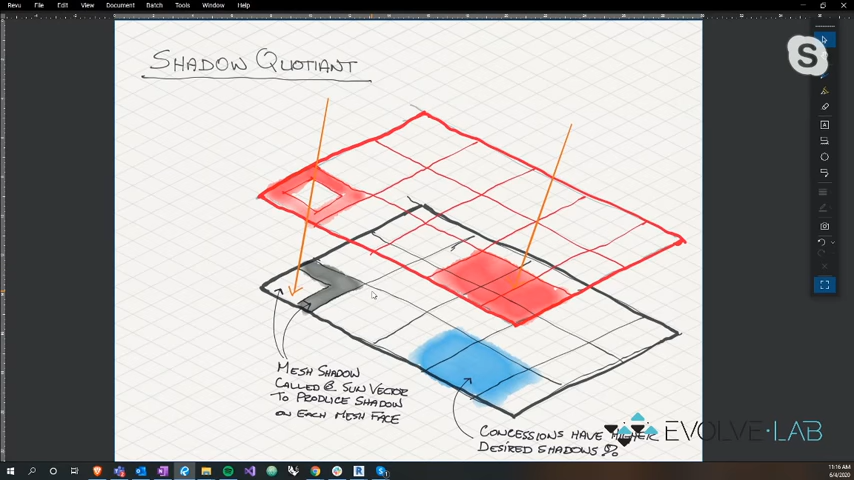 Revu File Edit View Document Batch Tools Window Help
SHADOW QUOTIANT
MESH SHADOW
CALLED @ SUN VECTOR
TO PRODUCE SHADOW
ON EACH MESH FACE
CONCESSIONS HAVE HIGHER
DESIRED SHADOWS %
EVOLVE LAB
11:16 AM
6/4/2020